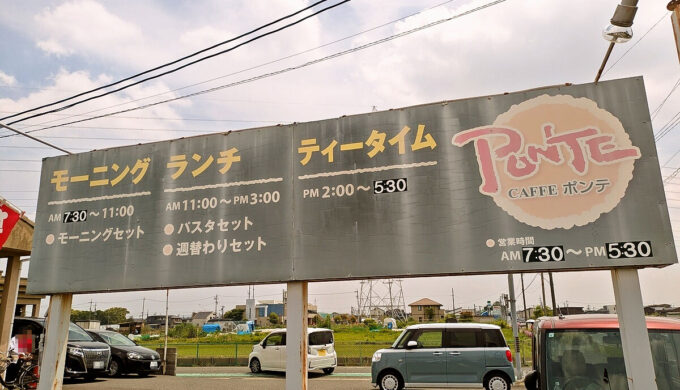 モーニング
AM 7:30～11:00
●モーニングセット
ランチ
AM 11:00～PM 3:00
●パスタセット
●週替わりセット
ティータイム
PM 2:00～5:30
PONTE
CAFFE ポンテ
●営業時間
AM 7:30～PM 5:30